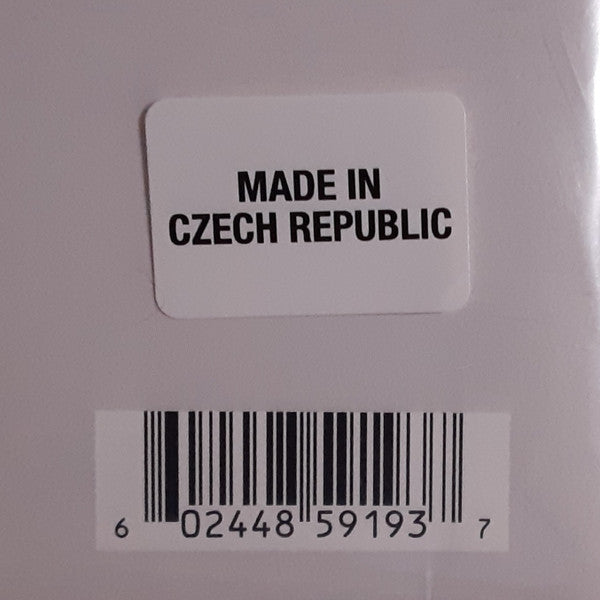 MADE IN
CZECH REPUBLIC
6 02448 59193 7